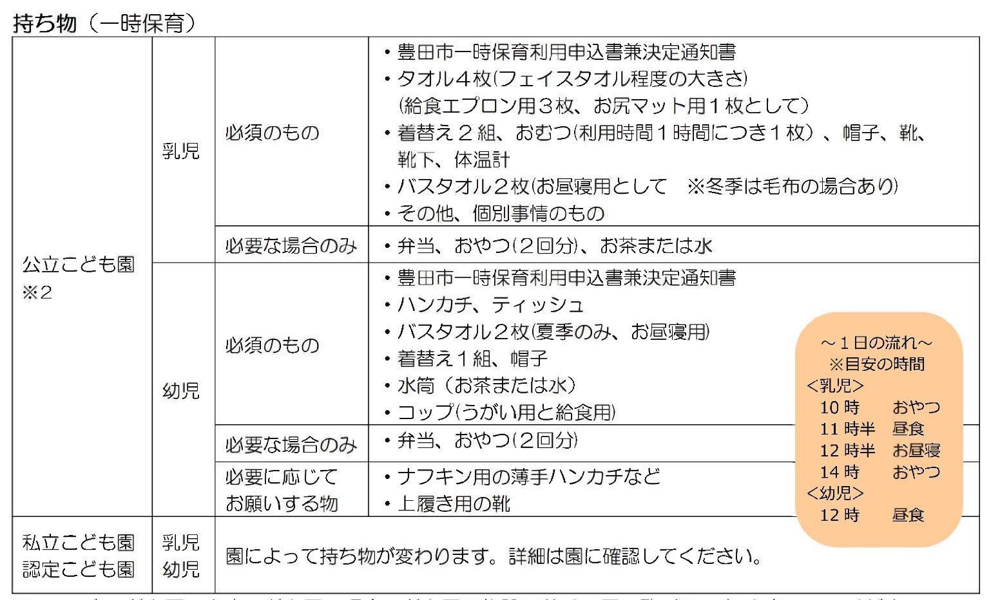 持ち物（一時保育）
公立こども園
※2
乳児
必須のもの
・豊田市一時保育利用申込書兼決定通知書
・タオル４枚(フェイスタオル程度の大きさ)
(給食エプロン用３枚、お尻マット用１枚として）
・着替え２組、おむつ(利用時間１時間につき１枚）、帽子、靴、
靴下、体温計
・バスタオル２枚(お昼寝用として　※冬季は毛布の場合あり)
・その他、個別事情のもの
必要な場合のみ
・弁当、おやつ(２回分)、お茶または水
幼児
必須のもの
・豊田市一時保育利用申込書兼決定通知書
・ハンカチ、ティッシュ
・バスタオル２枚(夏季のみ、お昼寝用)
・着替え１組、帽子
・水筒（お茶または水）
・コップ(うがい用と給食用)
必要な場合のみ
・弁当、おやつ(２回分)
必要に応じて
お願いする物
・ナフキン用の薄手ハンカチなど
・上履き用の靴
～１日の流れ～
※目安の時間
＜乳児＞
10 時　おやつ
11 時半　昼食
12 時半　お昼寝
14 時　おやつ
＜幼児＞
12 時　昼食
私立こども園
認定こども園
乳児
幼児
園によって持ち物が変わります。詳細は園に確認してください。